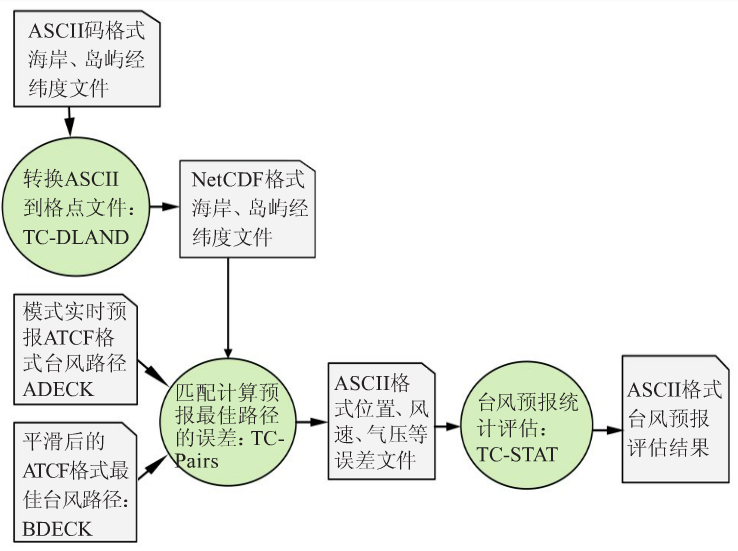 ASCII码格式
海岸、岛屿经
纬度文件
转换ASCII
到格点文件：
TC-DLAND
NetCDF格式
海岸、岛屿经
纬度文件
模式实时预
报ATCF格
式台风路径
ADECK
平滑后的
ATCF格式最
佳台风路径：
BDECK
匹配计算预
报最佳路径
的误差：TC-
Pairs
ASCII格
式位置、风
速、气压等
误差文件
台风预报统
计评估：
TC-STAT
ASCII格式
台风预报
评估结果